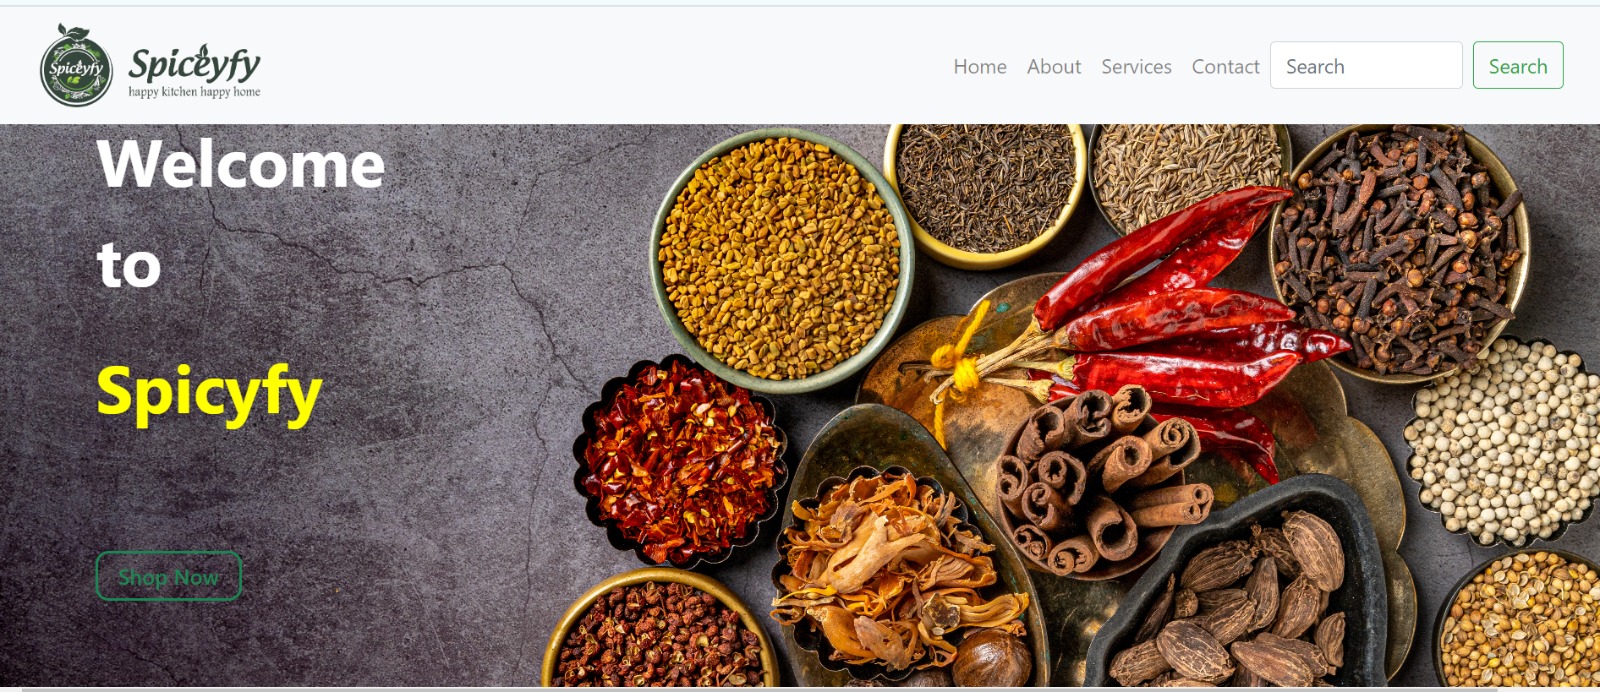 Spiceyfy
Spiceyfy
happy kitchen happy home
Home About Services Contact Search Search
Welcome
to
Spicyfy
Shop Now